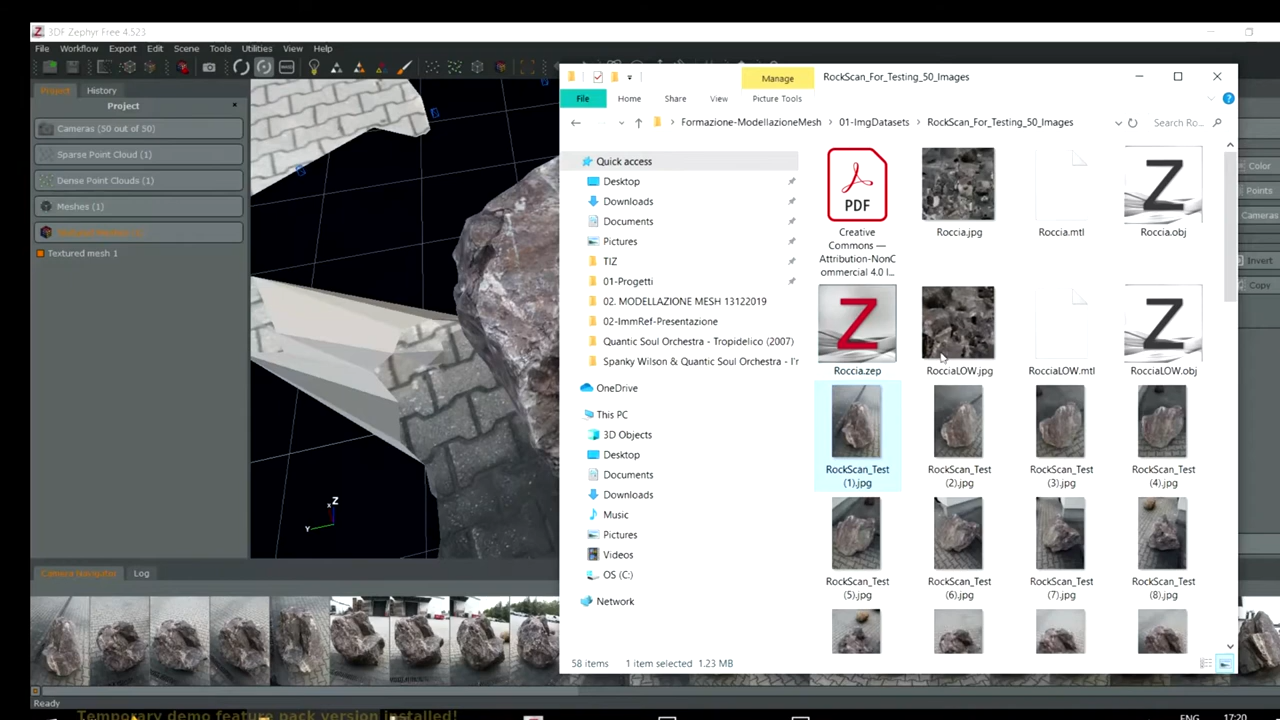 3DF Zephyr Free 4.523
File Workflow Export Edit Scene Tools Utilities View Help
Project History
Project
Cameras (50 out of 50)
Sparse Point Cloud (1)
Dense Point Clouds (1)
Meshes (1)
Textured mesh 1
Z
X
Y
Camera Navigator Log
Ready
Temporary demo feature pack version installed!
Color
Points
Cameras
Invert
Copy
Manage
RockScan_For_Testing_50_Images
File Home Share View Picture Tools
Formazione-ModellazioneMesh > 01-ImgDatasets > RockScan_For_Testing_50_Images
Search Ro...
Quick access
Desktop
Downloads
Documents
Pictures
TIZ
01-Progetti
02. MODELLAZIONE MESH 13122019
02-ImmRef-Presentazione
Quantic Soul Orchestra - Tropidelico (2007)
Spanky Wilson & Quantic Soul Orchestra - I'r
OneDrive
This PC
3D Objects
Desktop
Documents
Downloads
Music
Pictures
Videos
OS (C:)
Network
PDF
Creative
Commons —
Attribution-NonC
ommercial 4.0 I...
Roccia.jpg
Roccia.mtl
Z
Roccia.obj
Z
Roccia.zep
RocciaLOW.jpg
RocciaLOW.mtl
Z
RocciaLOW.obj
RockScan_Test
(1).jpg
RockScan_Test
(2).jpg
RockScan_Test
(3).jpg
RockScan_Test
(4).jpg
RockScan_Test
(5).jpg
RockScan_Test
(6).jpg
RockScan_Test
(7).jpg
RockScan_Test
(8).jpg
58 items 1 item selected 1.23 MB
ENG 17:20